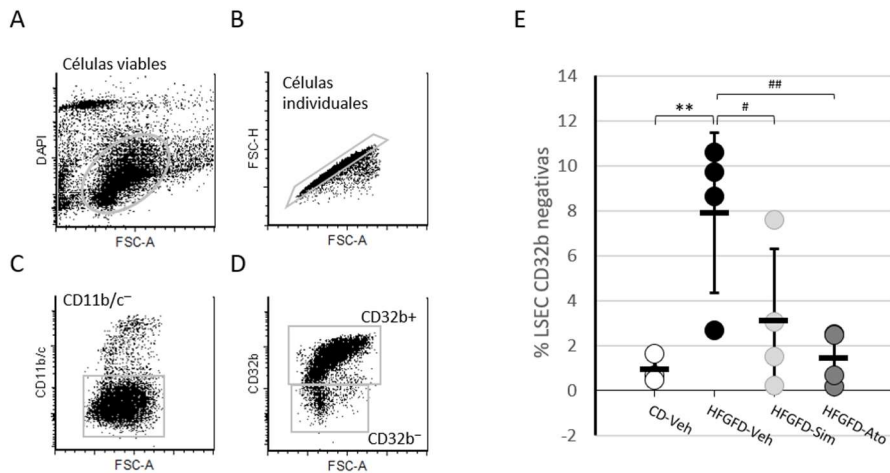 A
Células viables
DAPI
FSC-A
B
Células
individuales
FSC-H
FSC-A
C
CD11b/c⁻
CD11b/c
FSC-A
D
CD32b+
CD32b
CD32b⁻
FSC-A
E
% LSEC CD32b negativas
14
12
10
8
6
4
2
0
-2
**
#
##
CD-Veh
HFGFD-Veh
HFGFD-Sim
HFGFD-Ato